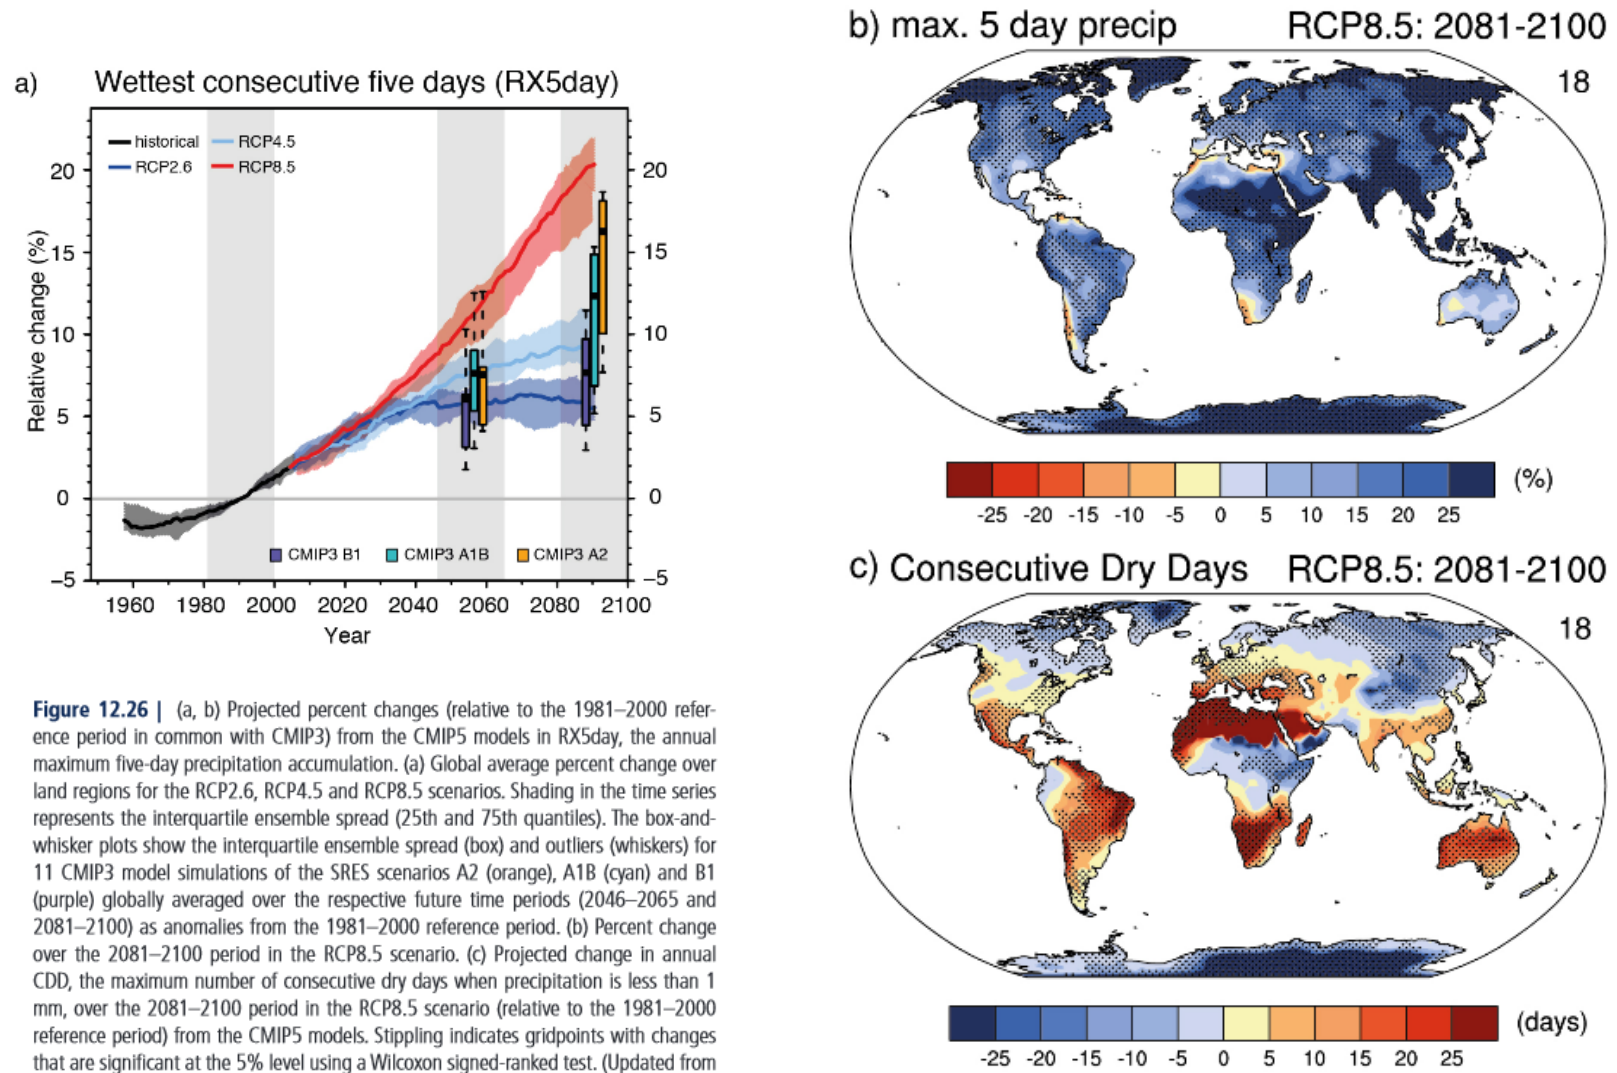 a)
Wettest consecutive five days (RX5day)
historical
RCP4.5
RCP2.6
RCP8.5
Relative change (%)
20
15
10
5
0
−5
20
15
10
5
0
−5
CMIP3 B1
CMIP3 A1B
CMIP3 A2
1960 1980 2000 2020 2040 2060 2080 2100
Year
Figure 12.26 | (a, b) Projected percent changes (relative to the 1981–2000 refer-
ence period in common with CMIP3) from the CMIP5 models in RX5day, the annual
maximum five-day precipitation accumulation. (a) Global average percent change over
land regions for the RCP2.6, RCP4.5 and RCP8.5 scenarios. Shading in the time series
represents the interquartile ensemble spread (25th and 75th quantiles). The box-and-
whisker plots show the interquartile ensemble spread (box) and outliers (whiskers) for
11 CMIP3 model simulations of the SRES scenarios A2 (orange), A1B (cyan) and B1
(purple) globally averaged over the respective future time periods (2046–2065 and
2081–2100) as anomalies from the 1981–2000 reference period. (b) Percent change
over the 2081–2100 period in the RCP8.5 scenario. (c) Projected change in annual
CDD, the maximum number of consecutive dry days when precipitation is less than 1
mm, over the 2081–2100 period in the RCP8.5 scenario (relative to the 1981–2000
reference period) from the CMIP5 models. Stippling indicates gridpoints with changes
that are significant at the 5% level using a Wilcoxon signed-ranked test. (Updated from
b) max. 5 day precip RCP8.5: 2081-2100
18
(%)
-25 -20 -15 -10 -5 0 5 10 15 20 25
c) Consecutive Dry Days RCP8.5: 2081-2100
18
(days)
-25 -20 -15 -10 -5 0 5 10 15 20 25